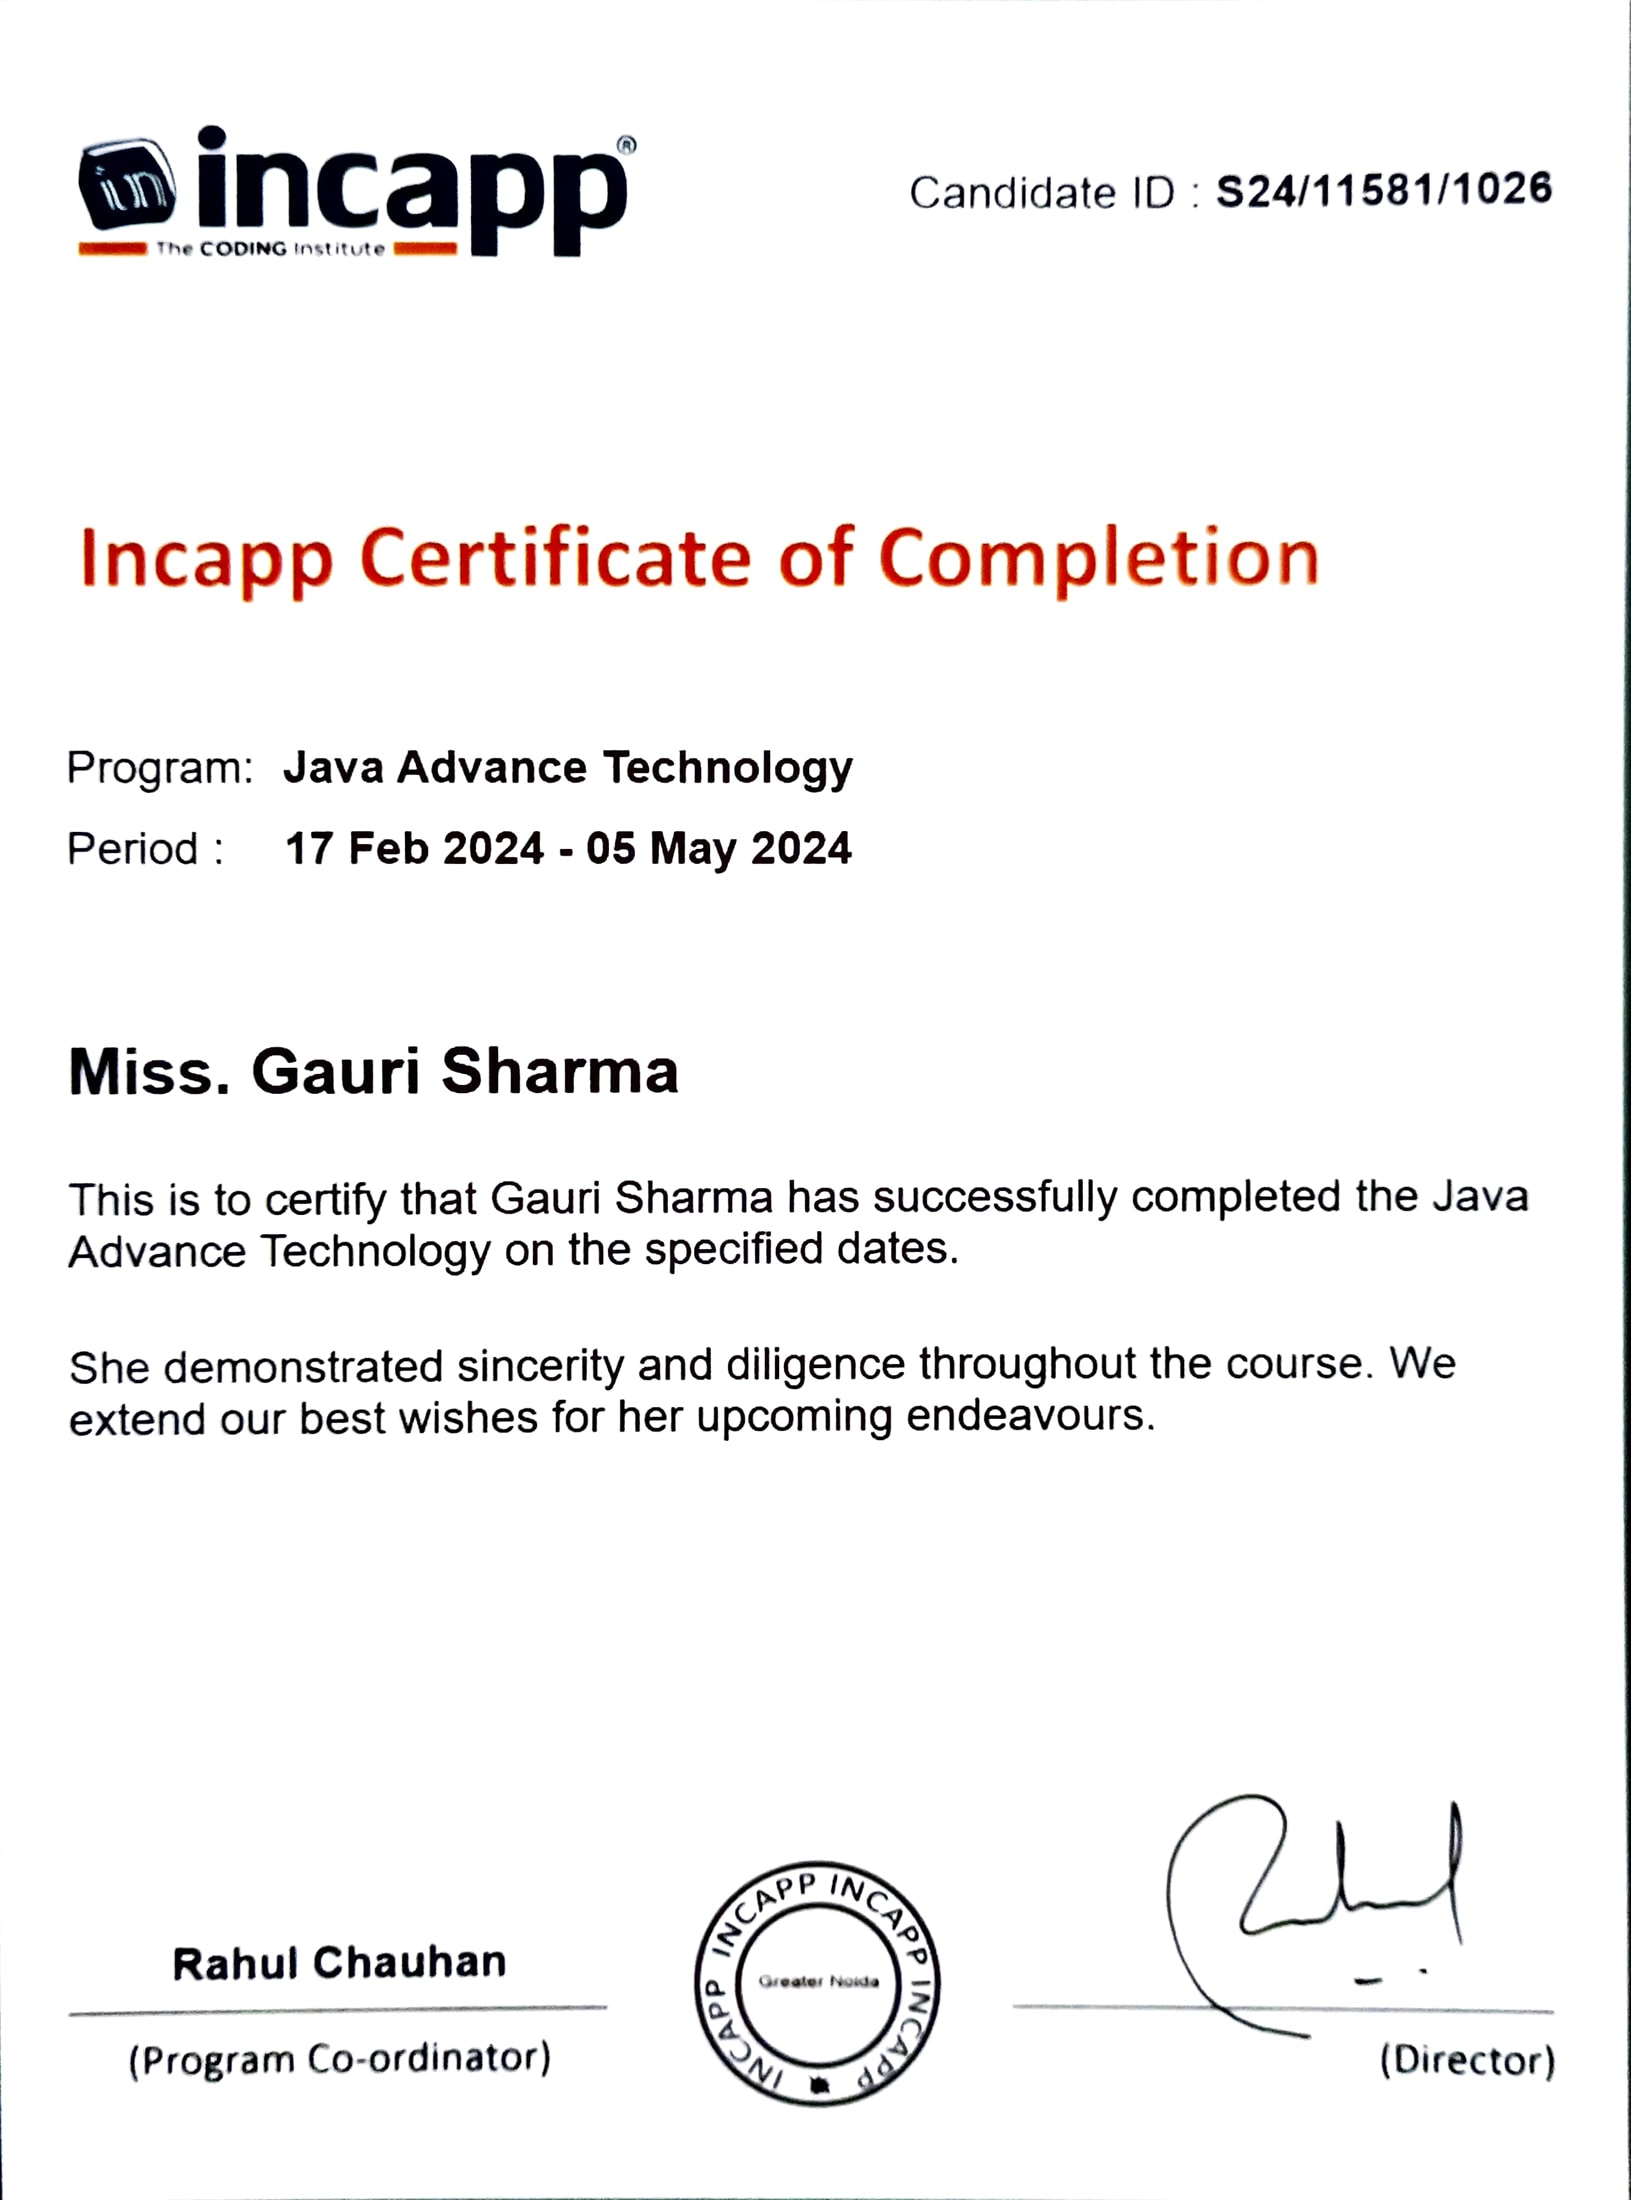 in incapp®
The CODING Institute
Candidate ID : S24/11581/1026
Incapp Certificate of Completion
Program: Java Advance Technology
Period : 17 Feb 2024 - 05 May 2024
Miss. Gauri Sharma
This is to certify that Gauri Sharma has successfully completed the Java
Advance Technology on the specified dates.
She demonstrated sincerity and diligence throughout the course. We
extend our best wishes for her upcoming endeavours.
Rahul Chauhan
(Program Co-ordinator)
INCAPP INCAPP INCAPP INCAPP
Greater Noida
Rahul
(Director)